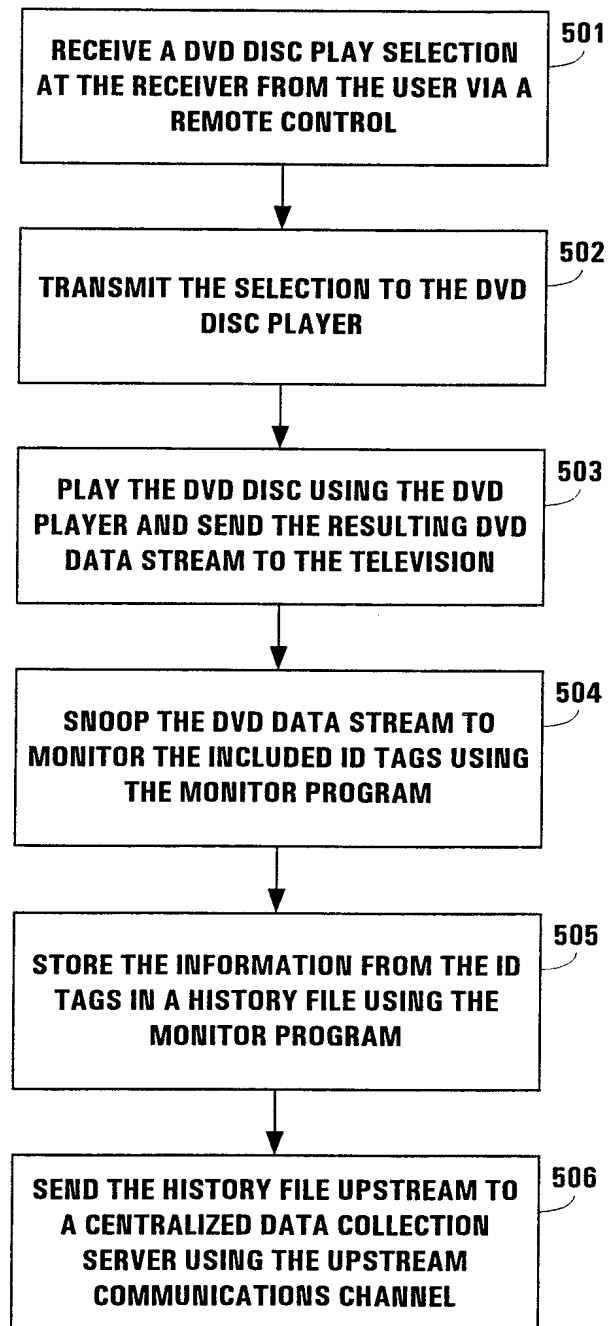 501
RECEIVE A DVD DISC PLAY SELECTION
AT THE RECEIVER FROM THE USER VIA A
REMOTE CONTROL
502
TRANSMIT THE SELECTION TO THE DVD
DISC PLAYER
503
PLAY THE DVD DISC USING THE DVD
PLAYER AND SEND THE RESULTING DVD
DATA STREAM TO THE TELEVISION
504
SNOOP THE DVD DATA STREAM TO
MONITOR THE INCLUDED ID TAGS USING
THE MONITOR PROGRAM
505
STORE THE INFORMATION FROM THE ID
TAGS IN A HISTORY FILE USING THE
MONITOR PROGRAM
506
SEND THE HISTORY FILE UPSTREAM TO
A CENTRALIZED DATA COLLECTION
SERVER USING THE UPSTREAM
COMMUNICATIONS CHANNEL